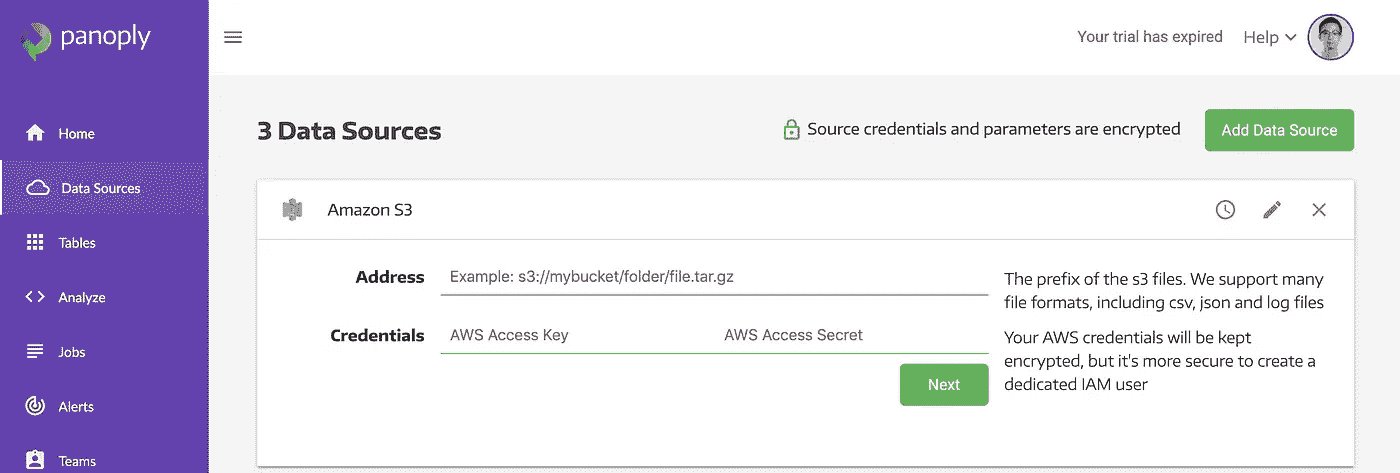 panoply
Your trial has expired
Help
Home
Data Sources
Tables
Analyze
Jobs
Alerts
Teams
3 Data Sources
Source credentials and parameters are encrypted
Add Data Source
Amazon S3
Address
Example: s3://mybucket/folder/file.tar.gz
The prefix of the s3 files. We support many
file formats, including csv, json and log files
Credentials
AWS Access Key
AWS Access Secret
Your AWS credentials will be kept
encrypted, but it's more secure to create a
dedicated IAM user
Next